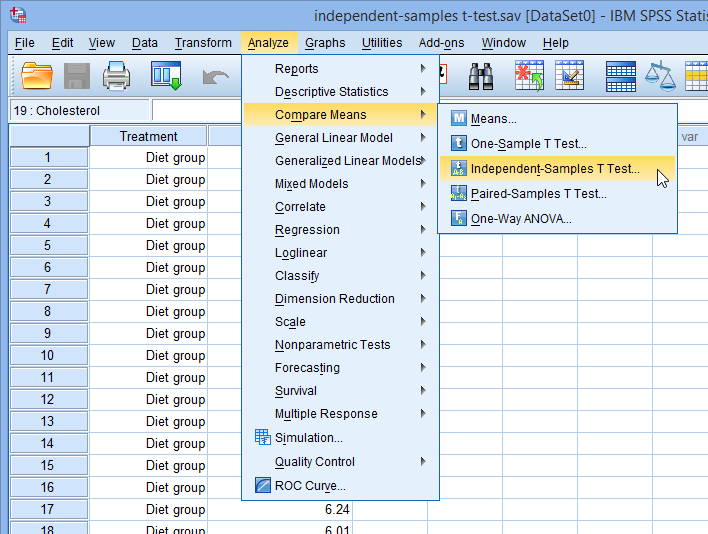 independent-samples t-test.sav [DataSet0] - IBM SPSS Statis
File Edit View Data Transform Analyze Graphs Utilities Add-ons Window Help
19 : Cholesterol
Reports
Descriptive Statistics
Compare Means
General Linear Model
Generalized Linear Models
Mixed Models
Correlate
Regression
Loglinear
Classify
Dimension Reduction
Scale
Nonparametric Tests
Forecasting
Survival
Multiple Response
Simulation...
Quality Control
ROC Curve...
Means...
One-Sample T Test...
Independent-Samples T Test...
Paired-Samples T Test...
One-Way ANOVA...
Treatment var
1 Diet group
2 Diet group
3 Diet group
4 Diet group
5 Diet group
6 Diet group
7 Diet group
8 Diet group
9 Diet group
10 Diet group
11 Diet group
12 Diet group
13 Diet group
14 Diet group
15 Diet group
16 Diet group
17 Diet group 6.24
18 Diet group 6.01